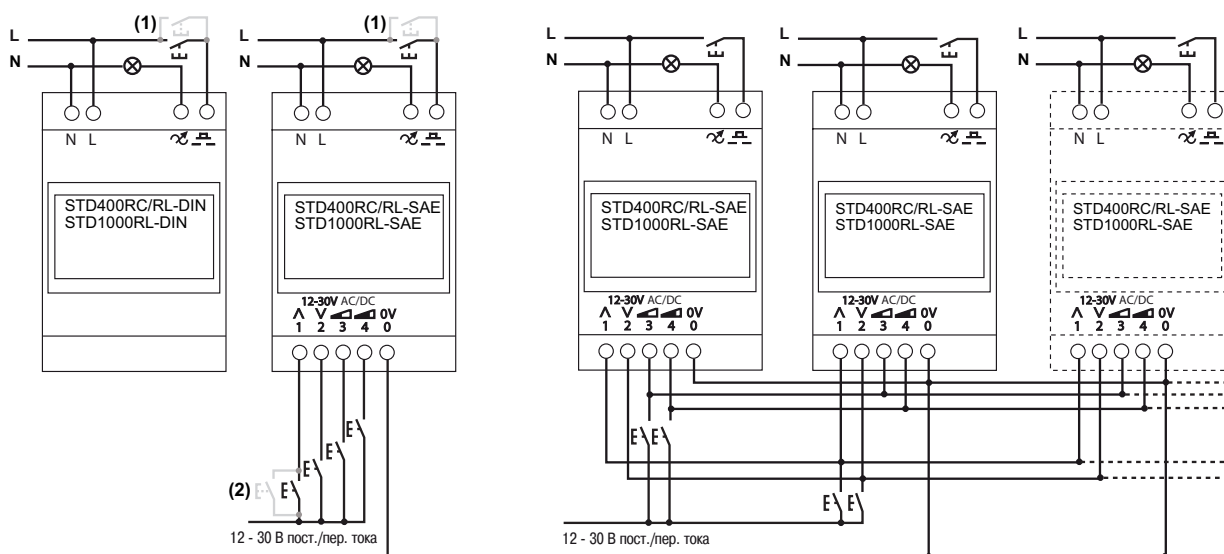 (1) (1)
L L L L L
N N N N N
N L N L N L N L N L
STD400RC/RL-DIN STD400RC/RL-SAE STD400RC/RL-SAE STD400RC/RL-SAE STD400RC/RL-SAE
STD1000RL-DIN STD1000RL-SAE STD1000RL-SAE STD1000RL-SAE STD1000RL-SAE
12-30V AC/DC 12-30V AC/DC 12-30V AC/DC 12-30V AC/DC
0V 0V 0V 0V
1 2 3 4 0 1 2 3 4 0 1 2 3 4 0 1 2 3 4 0
(2)
12 - 30 В пост./пер. тока 12 - 30 В пост./пер. тока